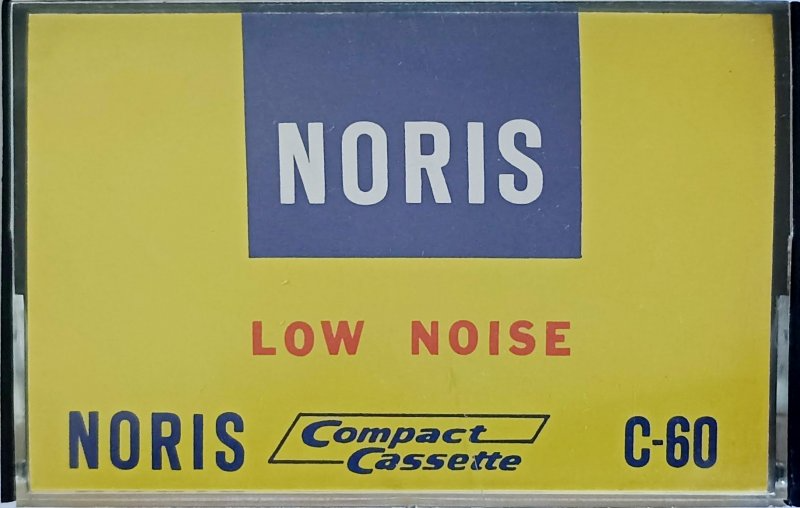 NORIS
LOW NOISE
NORIS Compact Cassette C-60